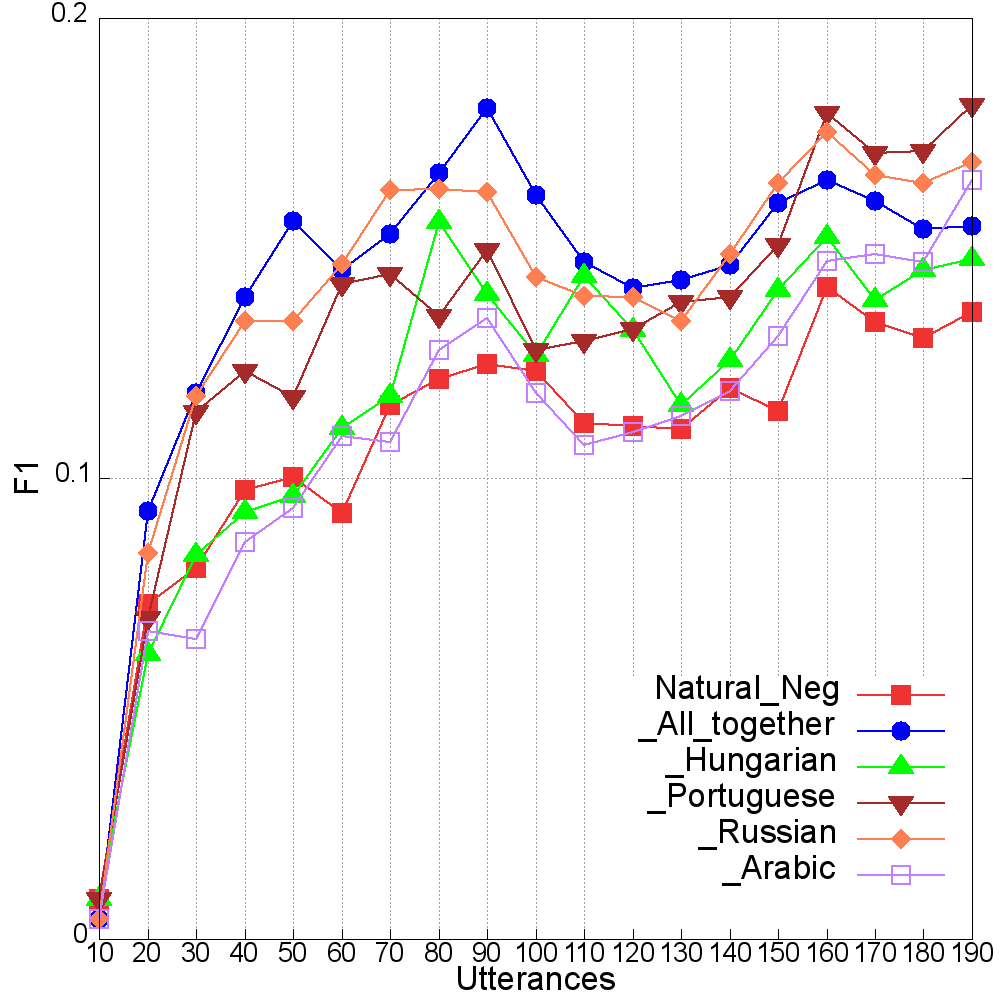 0.2
0.1
0
F1
Natural_Neg
_All_together
_Hungarian
_Portuguese
_Russian
_Arabic
10 20 30 40 50 60 70 80 90 100 110 120 130 140 150 160 170 180 190
Utterances